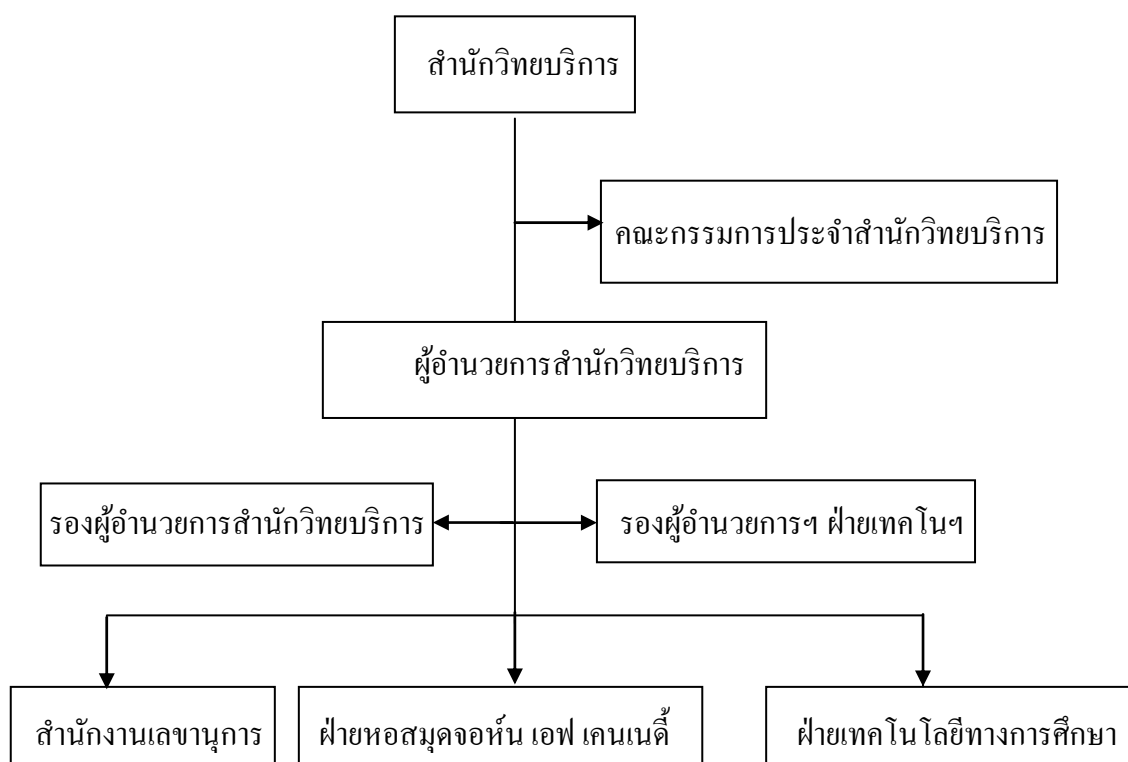 สำนักวิทยบริการ
คณะกรรมการประจำสำนักวิทยบริการ
ผู้อำนวยการสำนักวิทยบริการ
รองผู้อำนวยการสำนักวิทยบริการ
รองผู้อำนวยการฯ ฝ่ายเทคโนฯ
สำนักงานเลขานุการ
ฝ่ายหอสมุดจอห์น เอฟ เคนเนดี้
ฝ่ายเทคโนโลยีทางการศึกษา